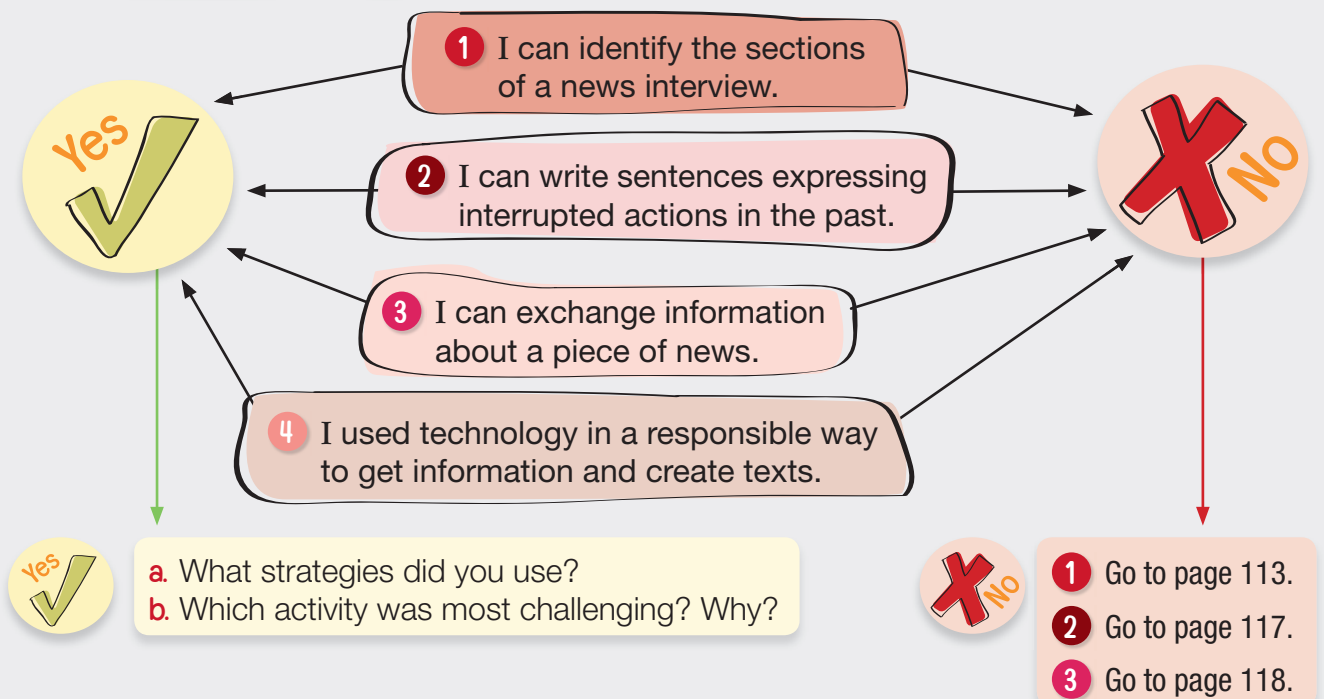 1 I can identify the sections
of a news interview.
Yes
No
2 I can write sentences expressing
interrupted actions in the past.
3 I can exchange information
about a piece of news.
4 I used technology in a responsible way
to get information and create texts.
Yes
a. What strategies did you use?
b. Which activity was most challenging? Why?
No
1 Go to page 113.
2 Go to page 117.
3 Go to page 118.